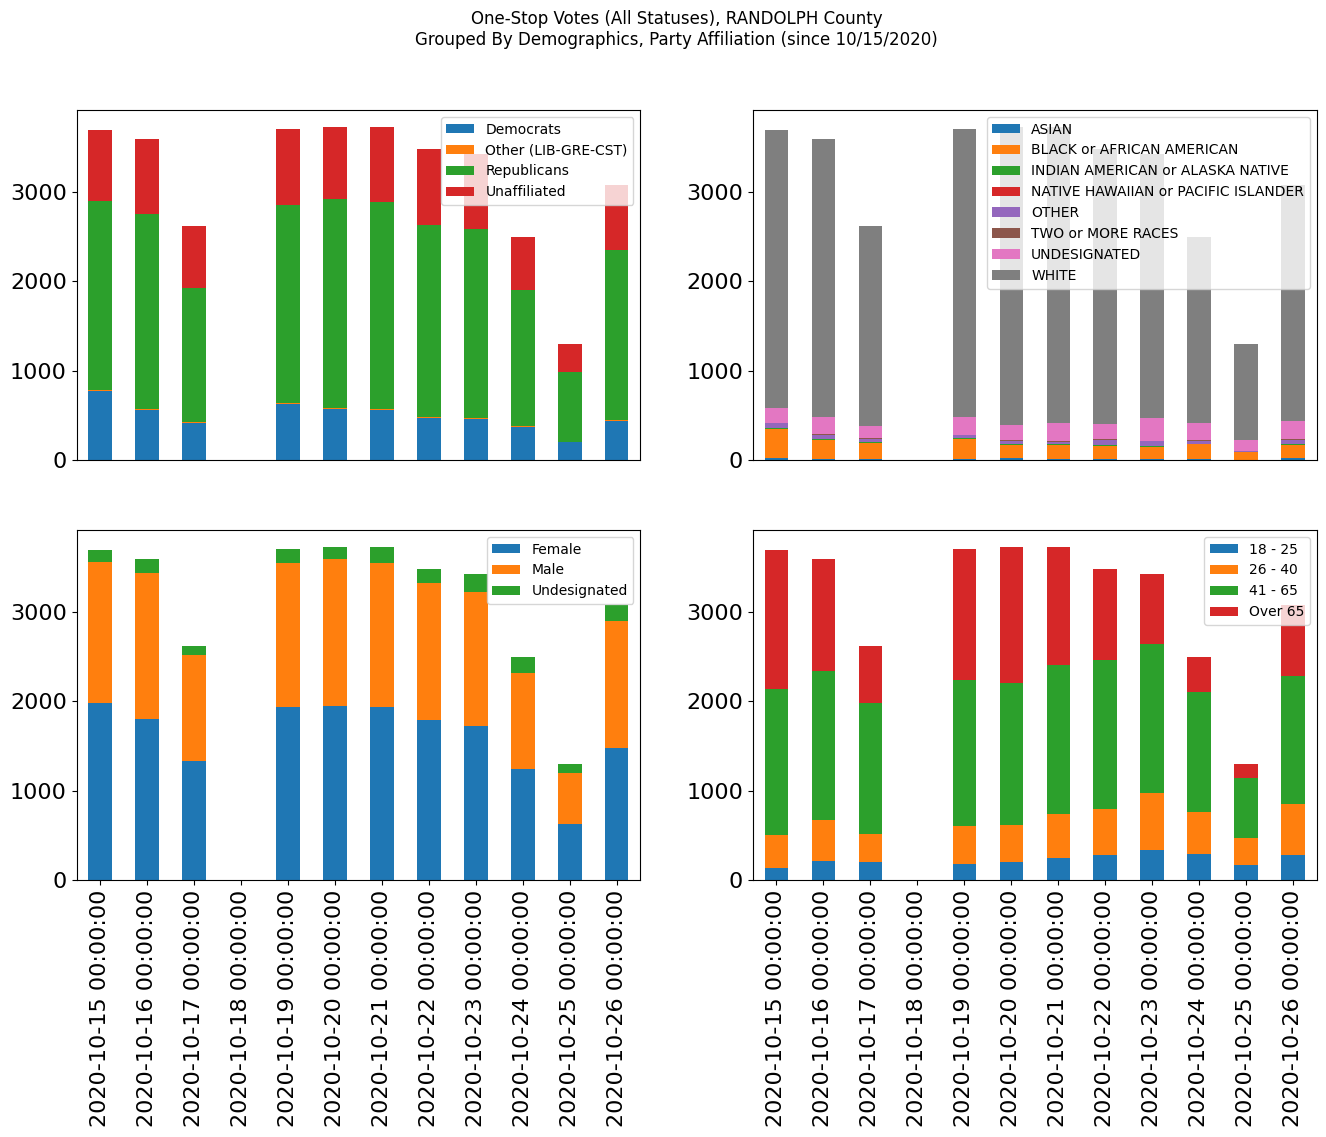 One-Stop Votes (All Statuses), RANDOLPH County
Grouped By Demographics, Party Affiliation (since 10/15/2020)
3000
2000
1000
0
Democrats
Other (LIB-GRE-CST)
Republicans
Unaffiliated
3000
2000
1000
0
ASIAN
BLACK or AFRICAN AMERICAN
INDIAN AMERICAN or ALASKA NATIVE
NATIVE HAWAIIAN or PACIFIC ISLANDER
OTHER
TWO or MORE RACES
UNDESIGNATED
WHITE
3000
2000
1000
0
Female
Male
Undesignated
2020-10-15 00:00:00
2020-10-16 00:00:00
2020-10-17 00:00:00
2020-10-18 00:00:00
2020-10-19 00:00:00
2020-10-20 00:00:00
2020-10-21 00:00:00
2020-10-22 00:00:00
2020-10-23 00:00:00
2020-10-24 00:00:00
2020-10-25 00:00:00
2020-10-26 00:00:00
3000
2000
1000
0
18 - 25
26 - 40
41 - 65
Over 65
2020-10-15 00:00:00
2020-10-16 00:00:00
2020-10-17 00:00:00
2020-10-18 00:00:00
2020-10-19 00:00:00
2020-10-20 00:00:00
2020-10-21 00:00:00
2020-10-22 00:00:00
2020-10-23 00:00:00
2020-10-24 00:00:00
2020-10-25 00:00:00
2020-10-26 00:00:00